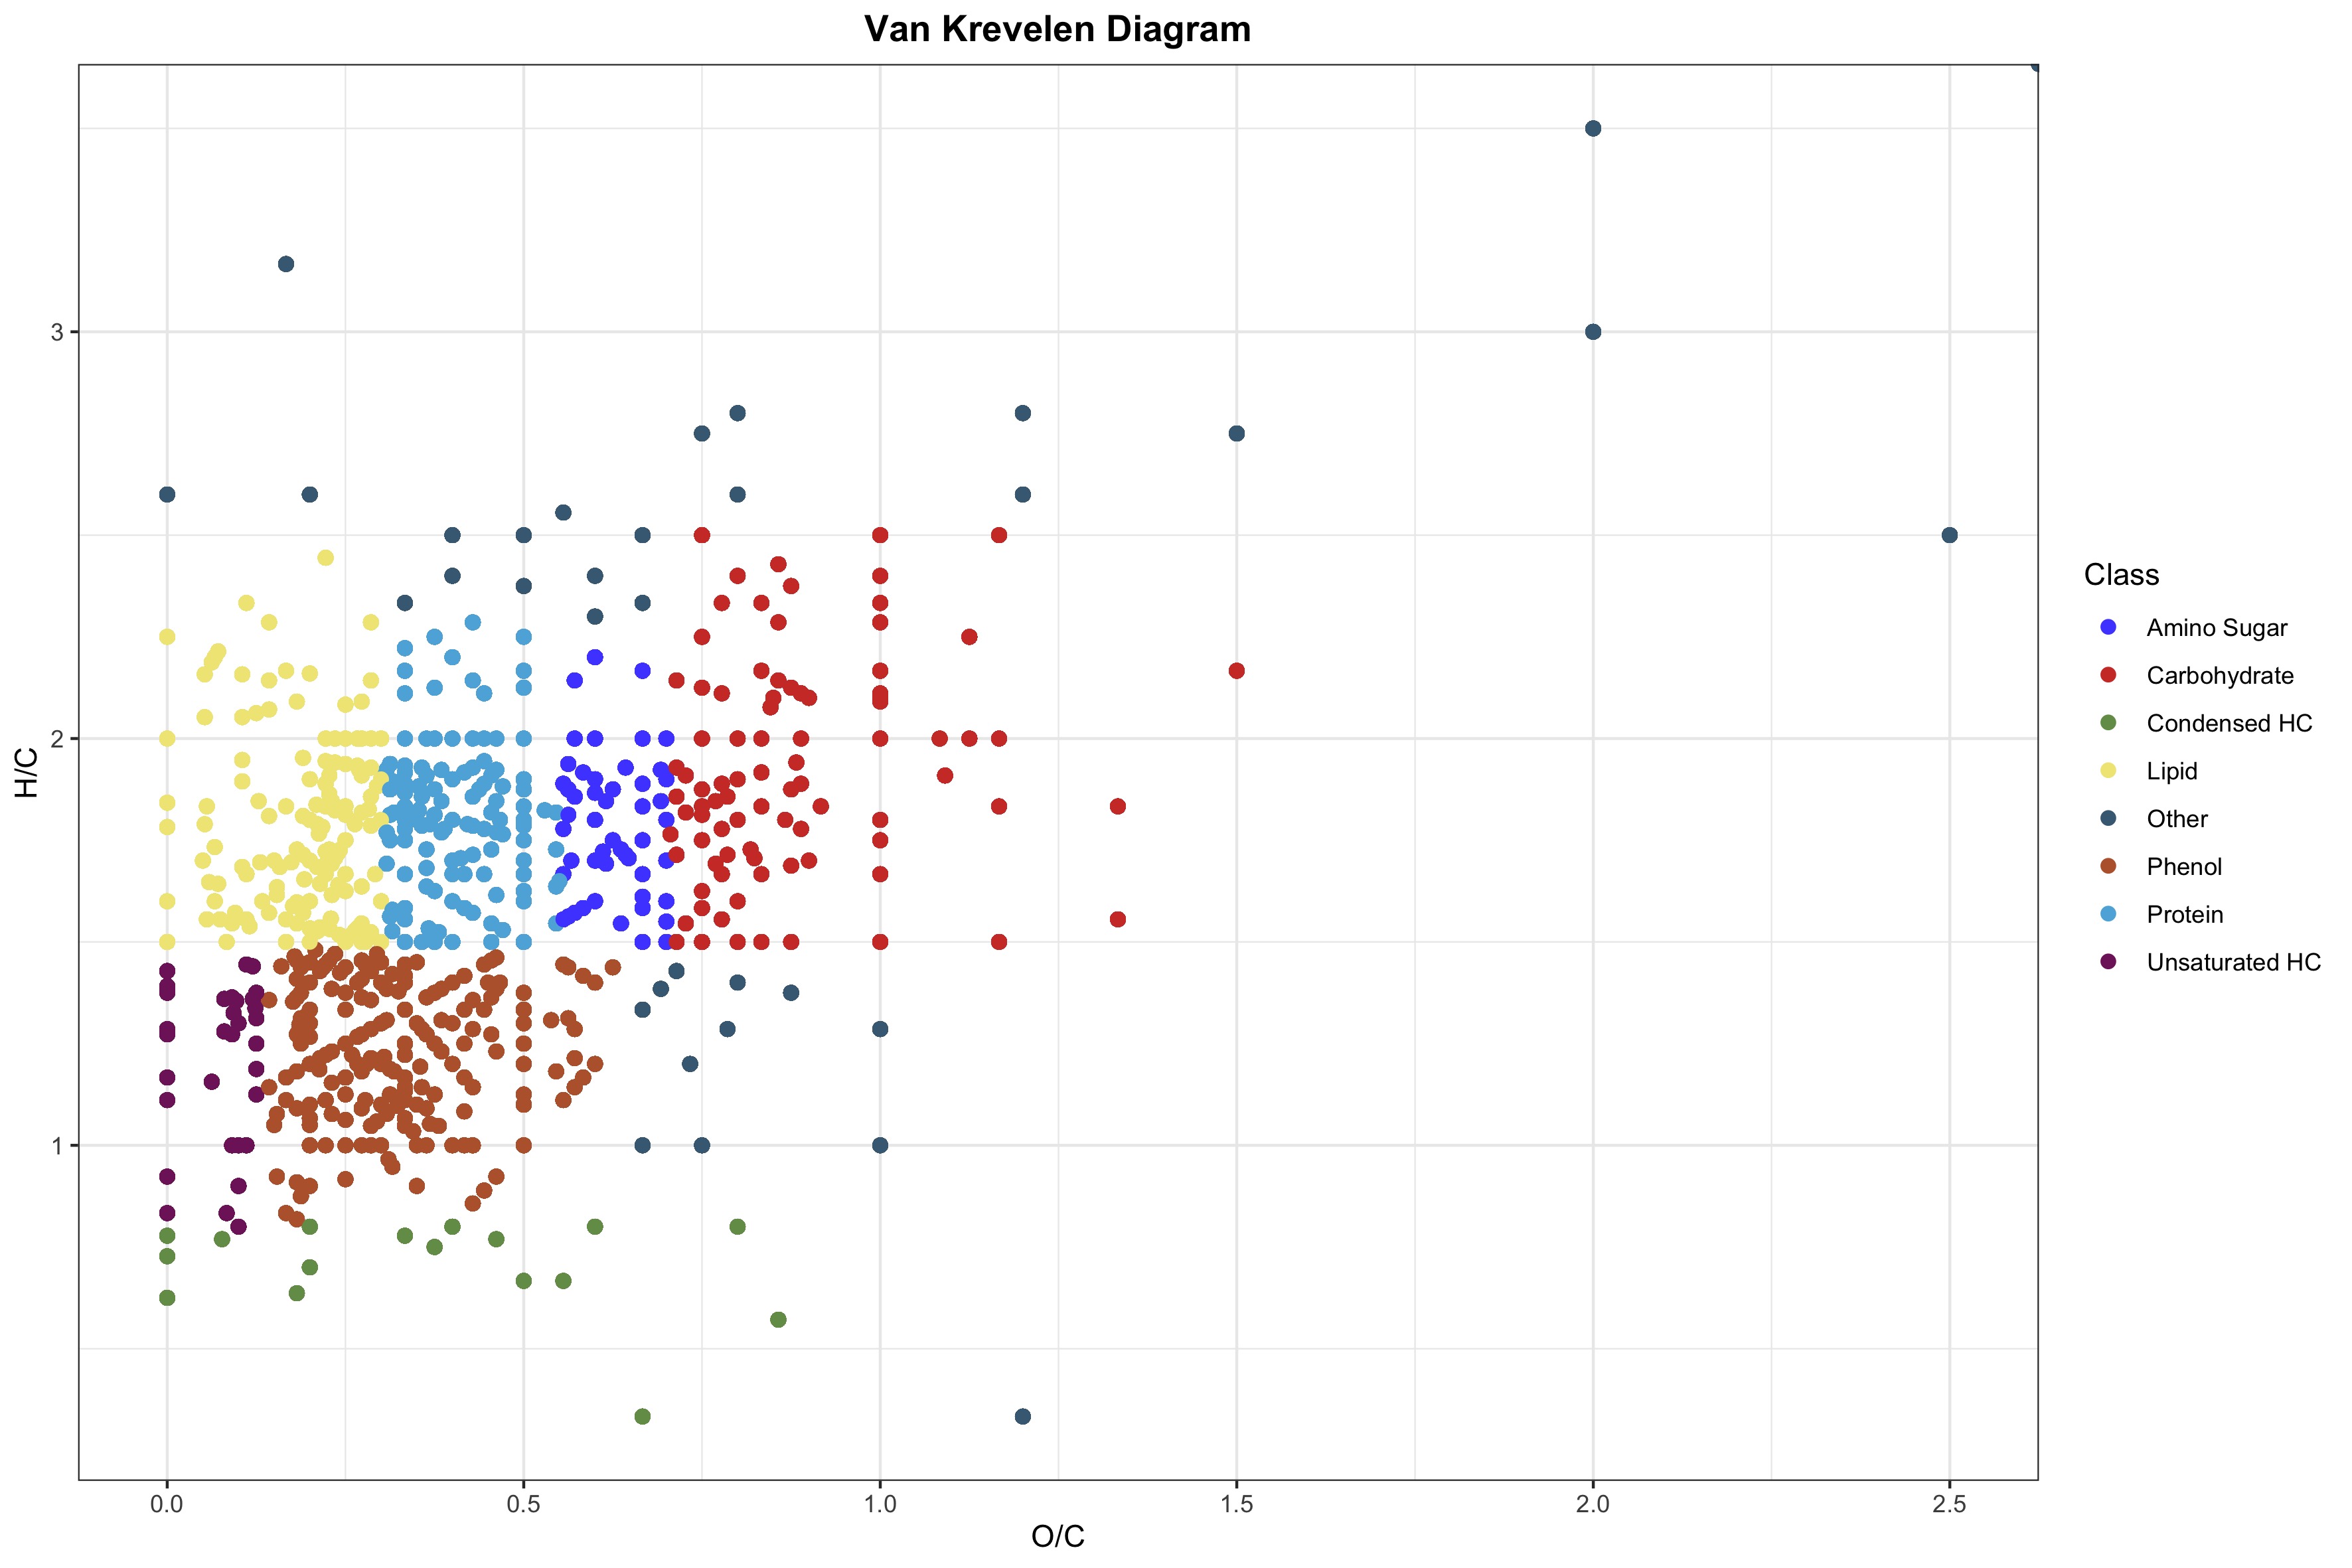 Van Krevelen Diagram
H/C
3
2
1
0.0 0.5 1.0 1.5 2.0 2.5
O/C
Class
Amino Sugar
Carbohydrate
Condensed HC
Lipid
Other
Phenol
Protein
Unsaturated HC